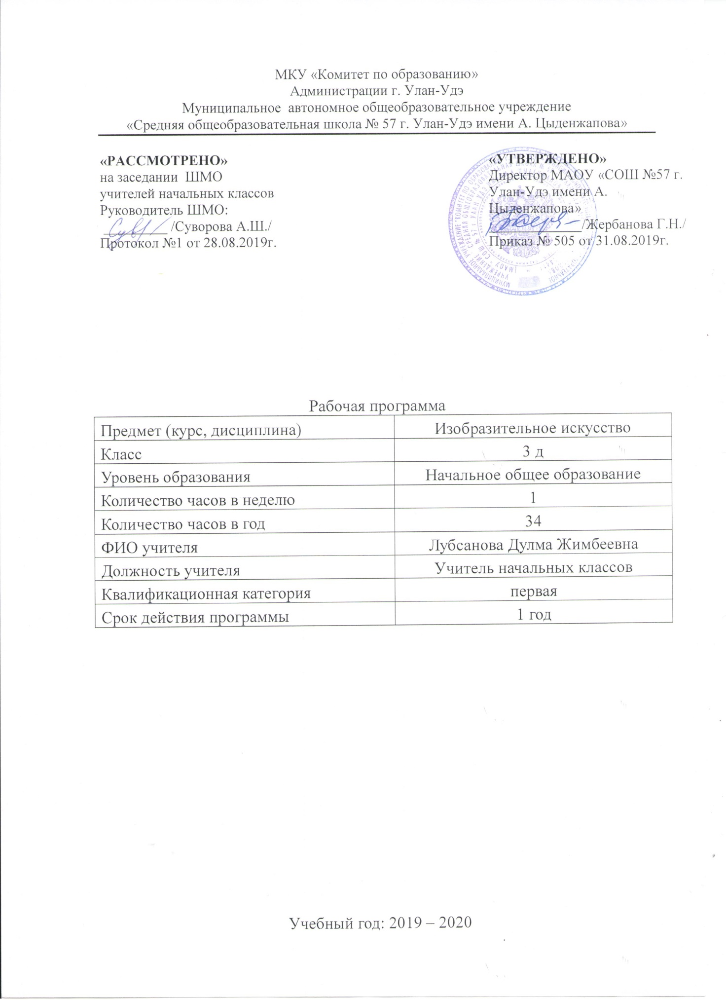 МКУ «Комитет по образованию»
Администрации г. Улан-Удэ
Муниципальное автономное общеобразовательное учреждение
«Средняя общеобразовательная школа № 57 г. Улан-Удэ имени А. Цыденжапова»
«РАССМОТРЕНО»
на заседании ШМО
учителей начальных классов
Руководитель ШМО:
/Суворова А.Ш./
Протокол №1 от 28.08.2019г.
«УТВЕРЖДЕНО»
Директор МАОУ «СОШ №57 г.
Улан-Удэ имени А.
Цыденжапова»
/Жербанова Г.Н./
Приказ № 505 от 31.08.2019г.
Рабочая программа
Предмет (курс, дисциплина) Изобразительное искусство
Класс 3 д
Уровень образования Начальное общее образование
Количество часов в неделю 1
Количество часов в год 34
ФИО учителя Лубсанова Дулма Жимбеевна
Должность учителя Учитель начальных классов
Квалификационная категория первая
Срок действия программы 1 год
Учебный год: 2019 – 2020